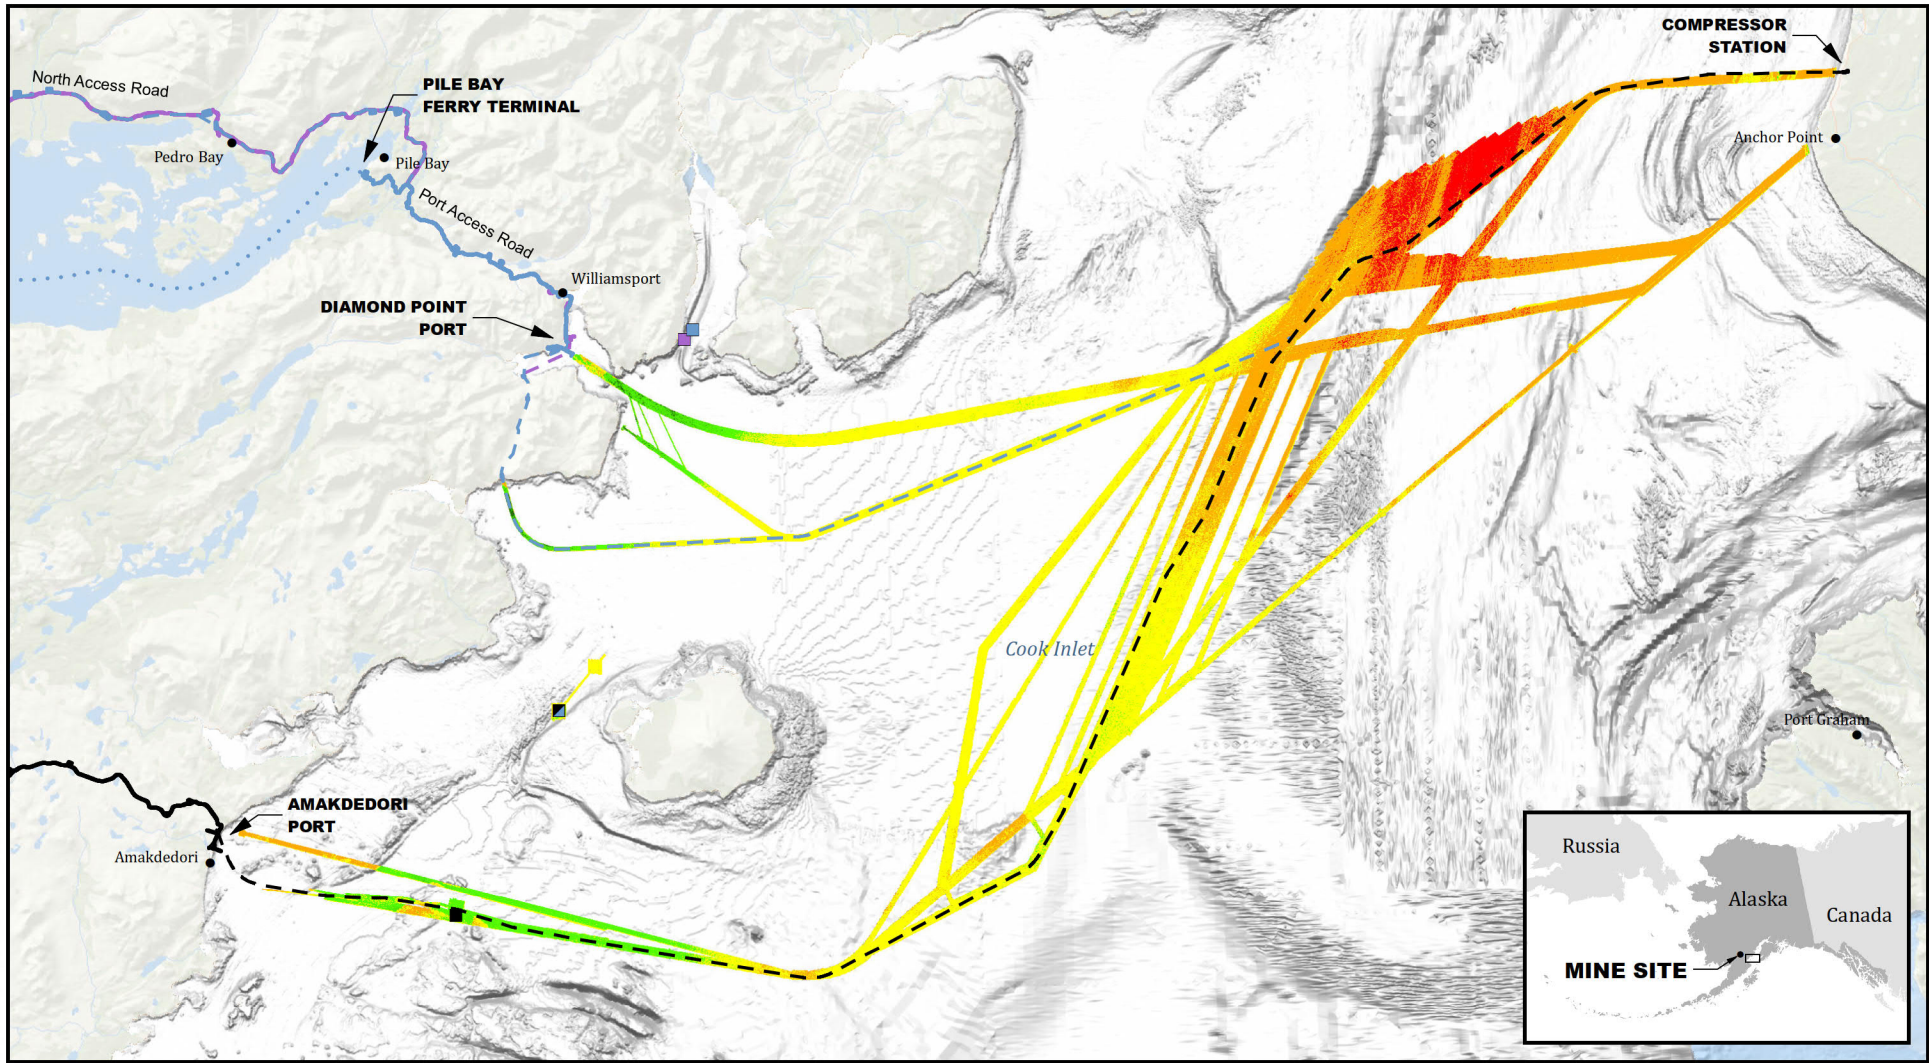 COMPRESSOR
STATION
North Access Road
PILE BAY
FERRY TERMINAL
Anchor Point
Pedro Bay
Pile Bay
Port Access Road
Williamsport
DIAMOND POINT
PORT
Cook Inlet
Port Graham
AMAKDEDORI
PORT
Amakdedori
Russia
Alaska
Canada
MINE SITE